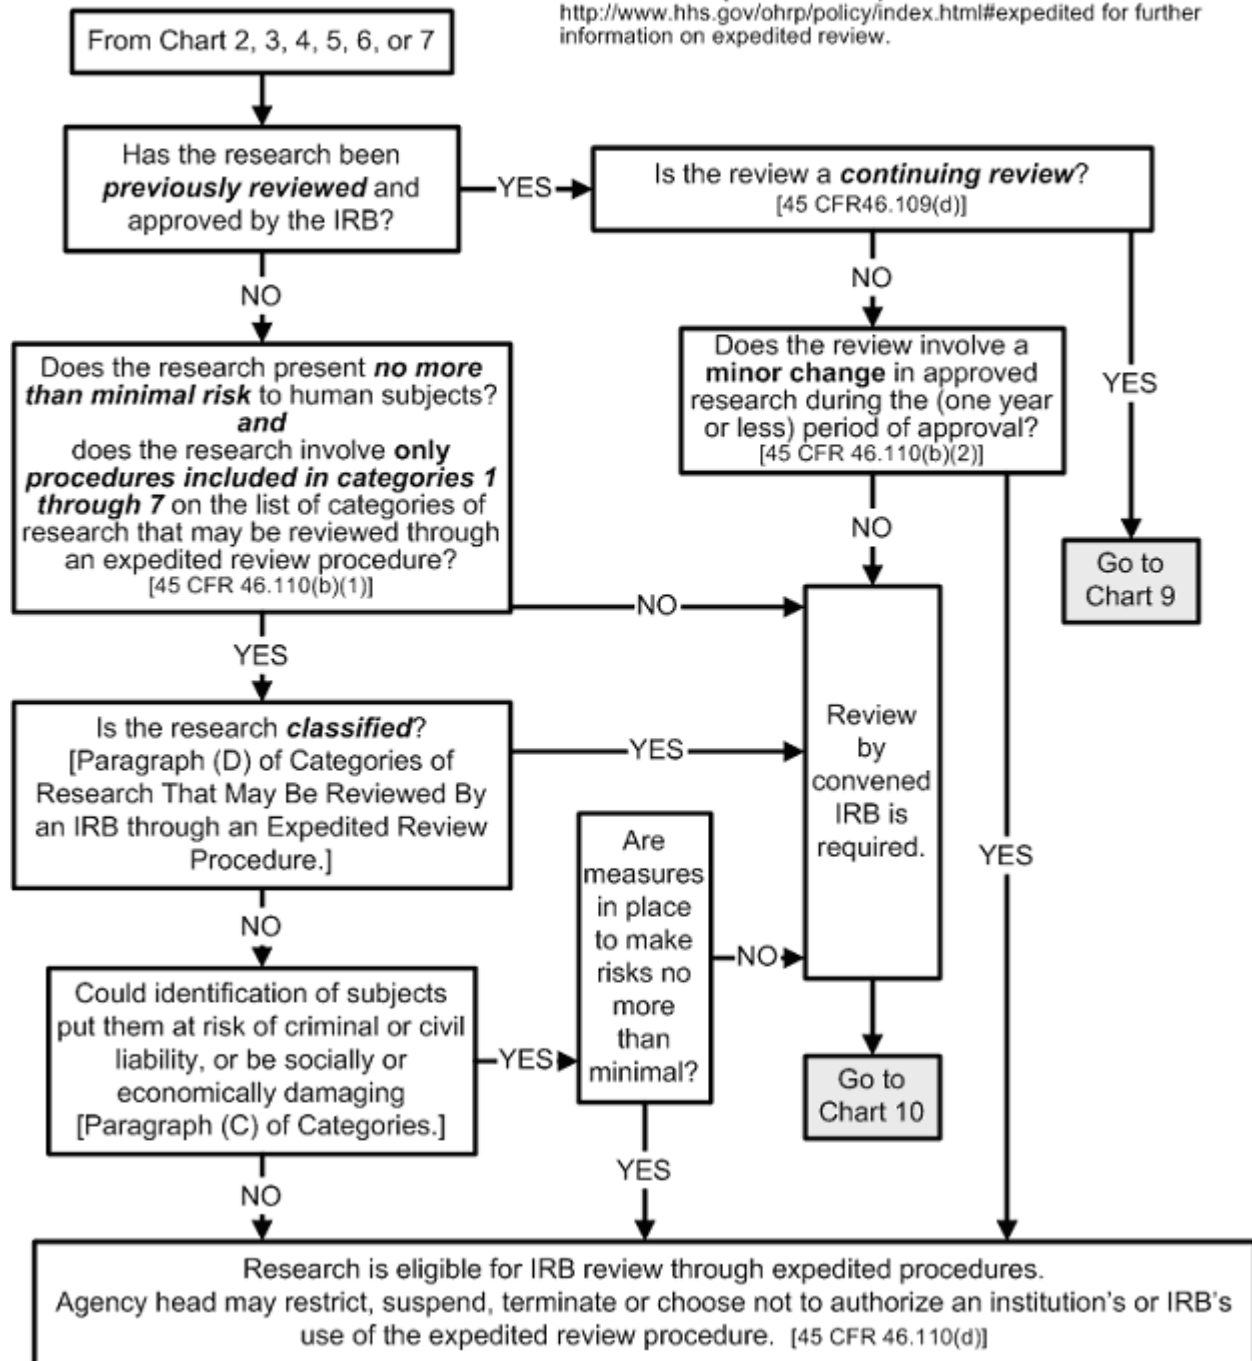 http://www.hhs.gov/ohrp/policy/index.html#expedited for further
information on expedited review.
From Chart 2, 3, 4, 5, 6, or 7
Has the research been
previously reviewed and
approved by the IRB?
YES
Is the review a continuing review?
[45 CFR46.109(d)]
NO
NO
YES
Does the research present no more
than minimal risk to human subjects?
and
does the research involve only
procedures included in categories 1
through 7 on the list of categories of
research that may be reviewed through
an expedited review procedure?
[45 CFR 46.110(b)(1)]
Does the review involve a
minor change in approved
research during the (one year
or less) period of approval?
[45 CFR 46.110(b)(2)]
NO
Go to
Chart 9
NO
YES
YES
Is the research classified?
[Paragraph (D) of Categories of
Research That May Be Reviewed By
an IRB through an Expedited Review
Procedure.]
YES
Review
by
convened
IRB is
required.
NO
Are
measures
in place
to make
risks no
more
than
minimal?
NO
Could identification of subjects
put them at risk of criminal or civil
liability, or be socially or
economically damaging
[Paragraph (C) of Categories.]
YES
Go to
Chart 10
NO
YES
Research is eligible for IRB review through expedited procedures.
Agency head may restrict, suspend, terminate or choose not to authorize an institution's or IRB's
use of the expedited review procedure. [45 CFR 46.110(d)]